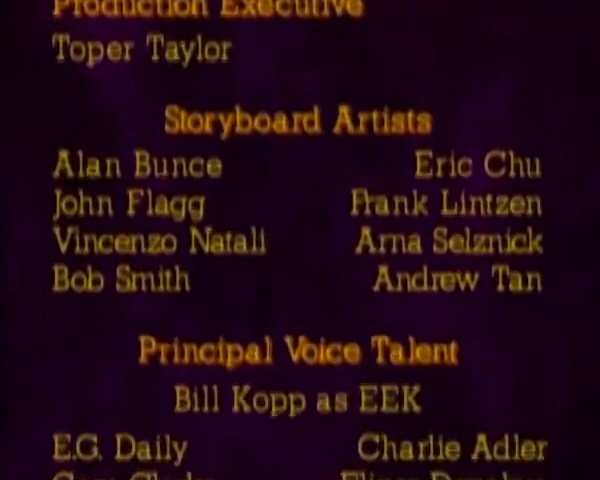 Production Executive
Toper Taylor
Storyboard Artists
Alan Bunce Eric Chu
John Flagg Frank Lintzen
Vincenzo Natali Arna Selznick
Bob Smith Andrew Tan
Principal Voice Talent
Bill Kopp as EEK
E.G. Daily Charlie Adler